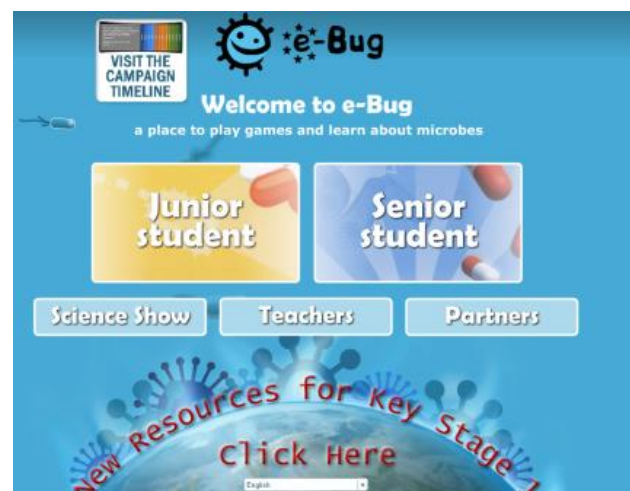 VISIT THE
CAMPAIGN
TIMELINE
e-Bug
Welcome to e-Bug
a place to play games and learn about microbes
Junior
student
Senior
student
Science Show
Teachers
Partners
New Resources for Key Stage 1
Click Here
English